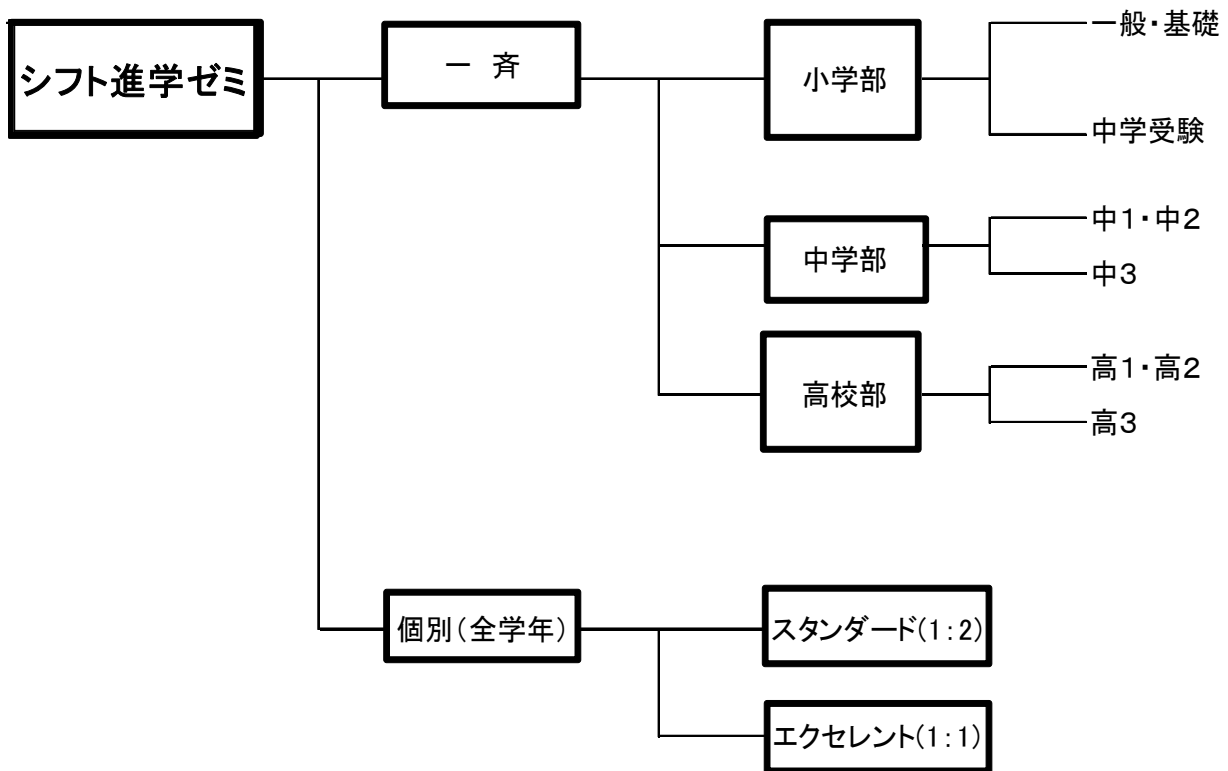 シフト進学ゼミ
一 斉
小学部
一般・基礎
中学受験
中学部
中1・中2
中3
高校部
高1・高2
高3
個別(全学年)
スタンダード(1:2)
エクセレント(1:1)